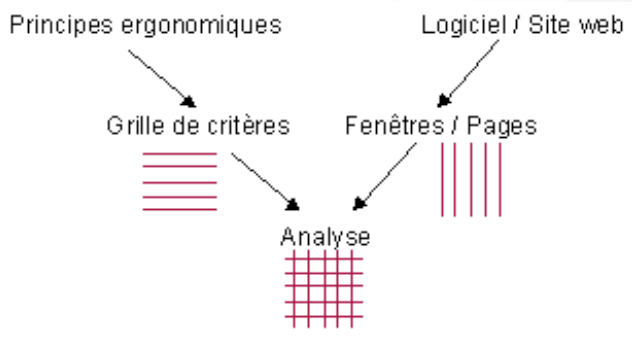 Principes ergonomiques
Logiciel / Site web
Grille de critères
Fenêtres / Pages
Analyse